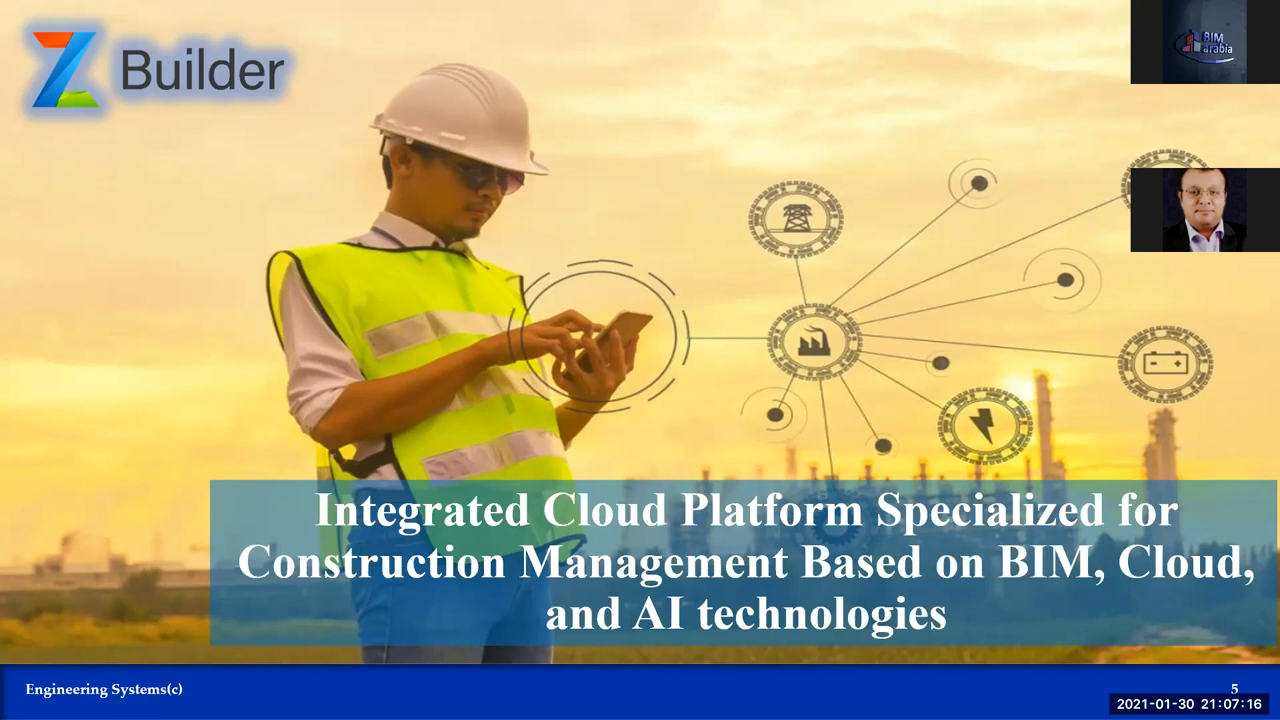 Z Builder
BIM
arabia
Integrated Cloud Platform Specialized for
Construction Management Based on BIM, Cloud,
and AI technologies
Engineering Systems(c)
5
2021-01-30 21:07:16